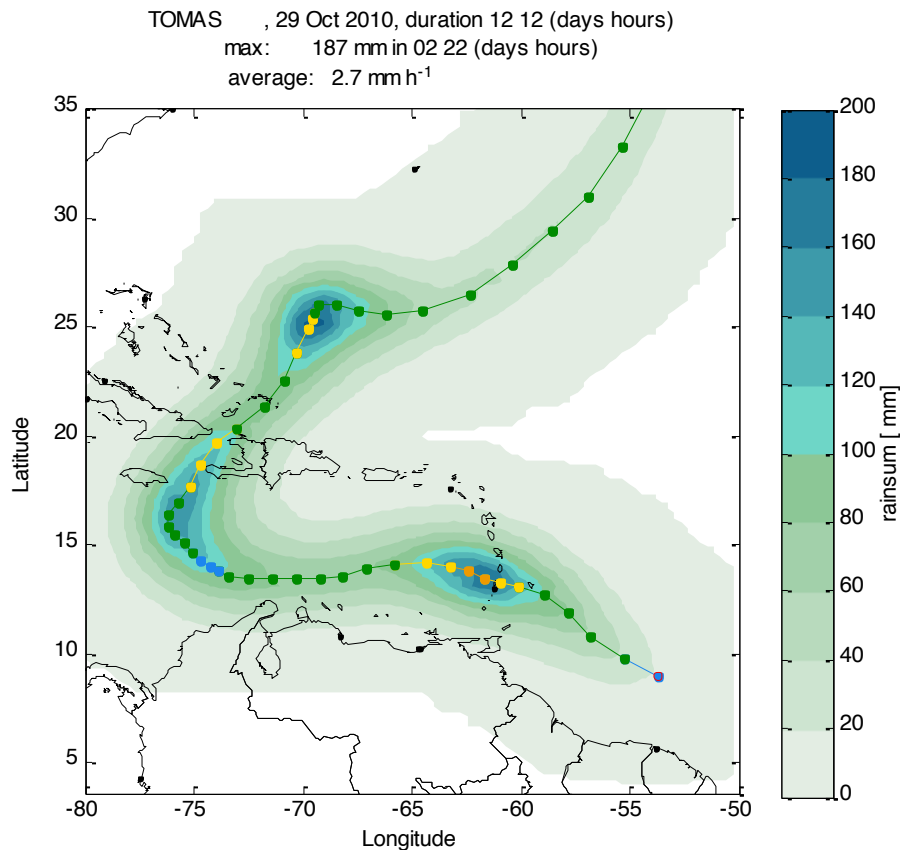 TOMAS , 29 Oct 2010, duration 12 12 (days hours)
max: 187 mm in 02 22 (days hours)
average: 2.7 mm h-1
35
30
25
20
15
10
5
Latitude
-80 -75 -70 -65 -60 -55 -50
Longitude
200
180
160
140
120
100
80
60
40
20
0
rainsum [ mm]